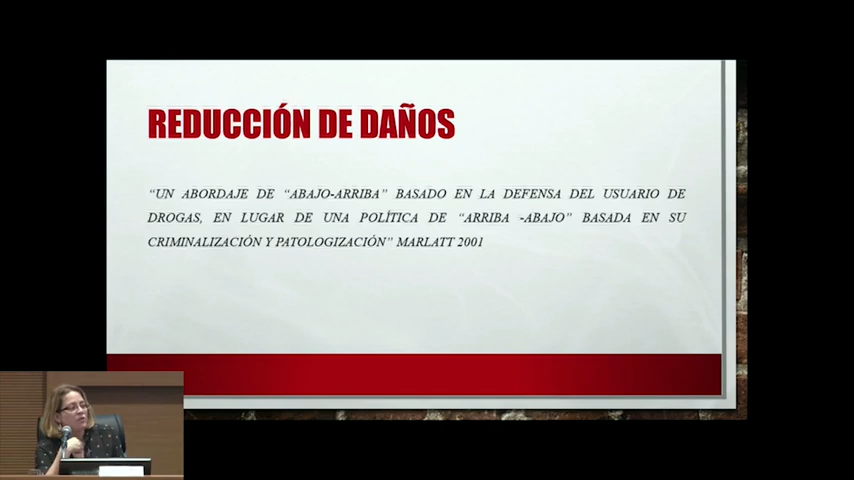 REDUCCIÓN DE DAÑOS
“UN ABORDAJE DE “ABAJO-ARRIBA” BASADO EN LA DEFENSA DEL USUARIO DE
DROGAS, EN LUGAR DE UNA POLÍTICA DE “ARRIBA -ABAJO” BASADA EN SU
CRIMINALIZACIÓN Y PATOLOGIZACIÓN” MARLATT 2001